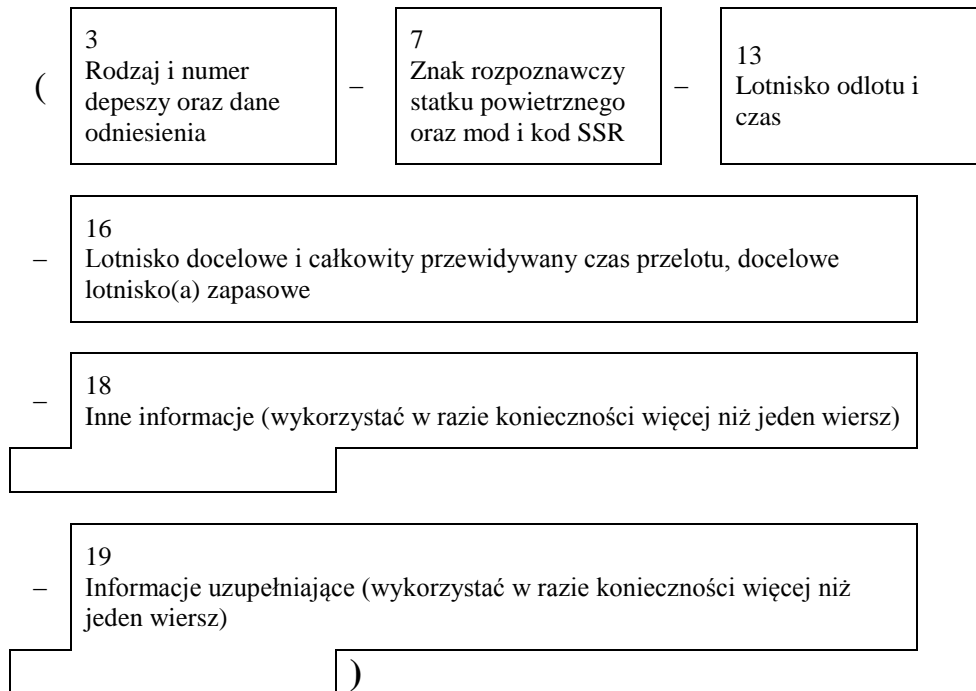 3
Rodzaj i numer
depeszy oraz dane
odniesienia
7
Znak rozpoznawczy
statku powietrznego
oraz mod i kod SSR
13
Lotnisko odlotu i
czas
( – –
16
Lotnisko docelowe i całkowity przewidywany czas przelotu, docelowe
lotnisko(a) zapasowe
–
18
Inne informacje (wykorzystać w razie konieczności więcej niż jeden wiersz)
–
19
Informacje uzupełniające (wykorzystać w razie konieczności więcej niż
jeden wiersz)
–
)